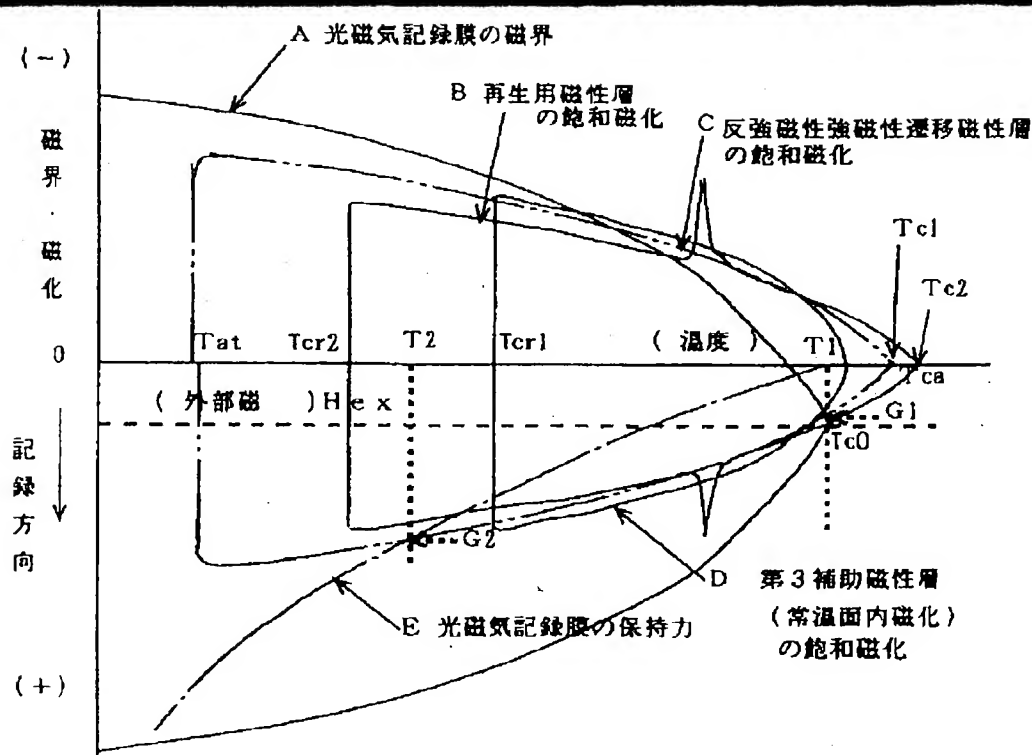 (-)
A 光磁気記録膜の磁界
B 再生用磁性層
の飽和磁化
C 反強磁性強磁性遷移磁性層
の飽和磁化
磁界・磁化
Tc1
Tc2
0
Tat
Tcr2
T2
Tcr1
(温度)
T1
Tca
(外部磁 )Hex
G1
Tc0
記録方向
G2
D 第3補助磁性層
(常温面内磁化)
の飽和磁化
E 光磁気記録膜の保持力
(+)